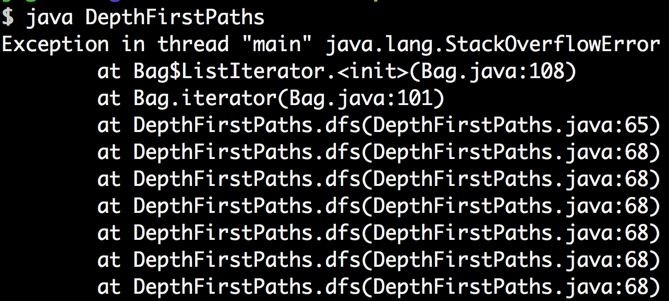 $ java DepthFirstPaths
Exception in thread "main" java.lang.StackOverflowError
at Bag$ListIterator.<init>(Bag.java:108)
at Bag.iterator(Bag.java:101)
at DepthFirstPaths.dfs(DepthFirstPaths.java:65)
at DepthFirstPaths.dfs(DepthFirstPaths.java:68)
at DepthFirstPaths.dfs(DepthFirstPaths.java:68)
at DepthFirstPaths.dfs(DepthFirstPaths.java:68)
at DepthFirstPaths.dfs(DepthFirstPaths.java:68)
at DepthFirstPaths.dfs(DepthFirstPaths.java:68)
at DepthFirstPaths.dfs(DepthFirstPaths.java:68)